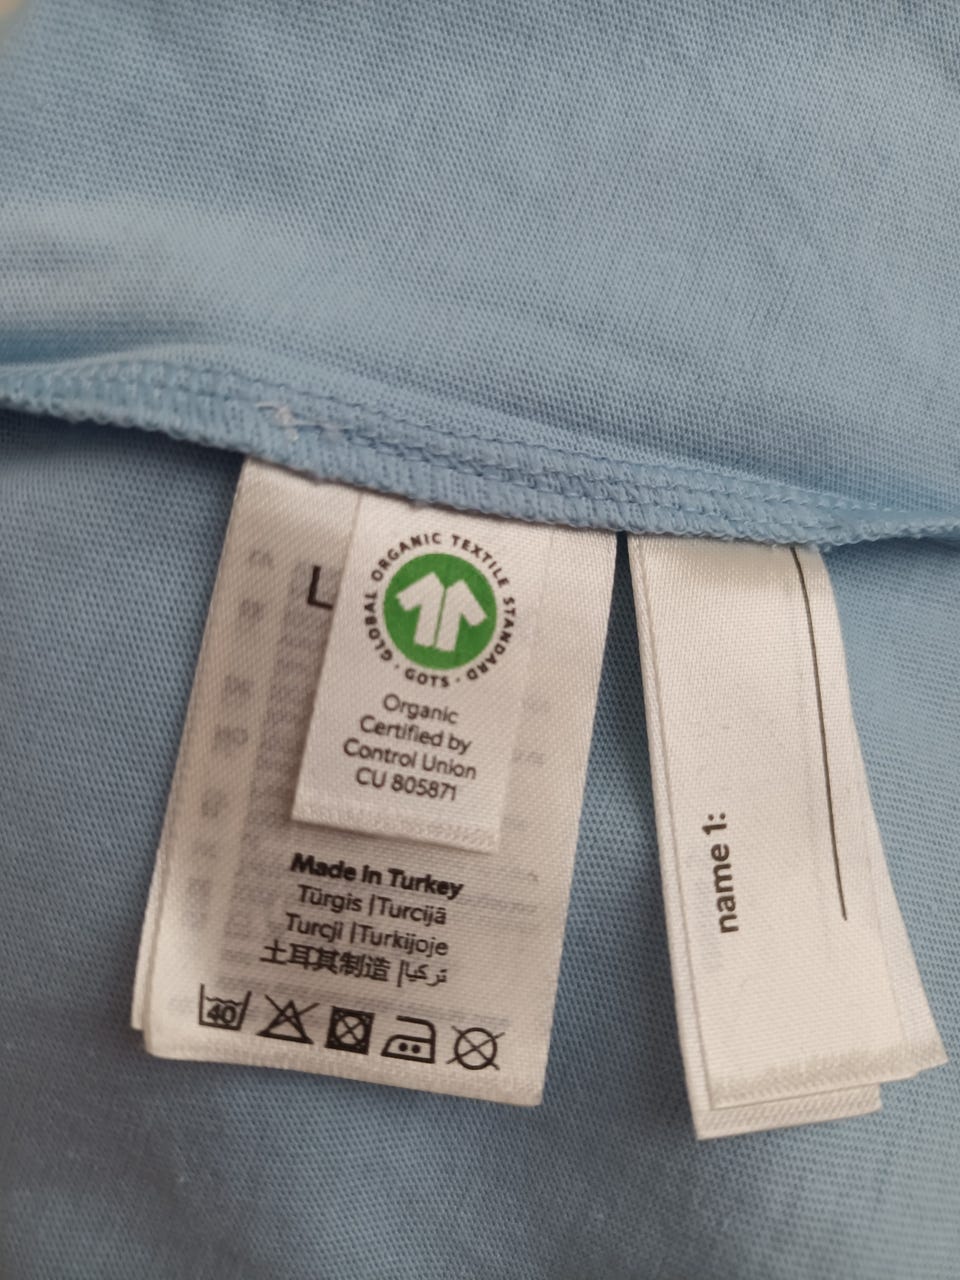 L
GLOBAL ORGANIC TEXTILE STANDARD · GOTS ·
Organic
Certified by
Control Union
CU 805871
Made in Turkey
Türgis |Turcijā
Turcji |Turkijoje
土耳其制造 |تركيا
40
name 1: